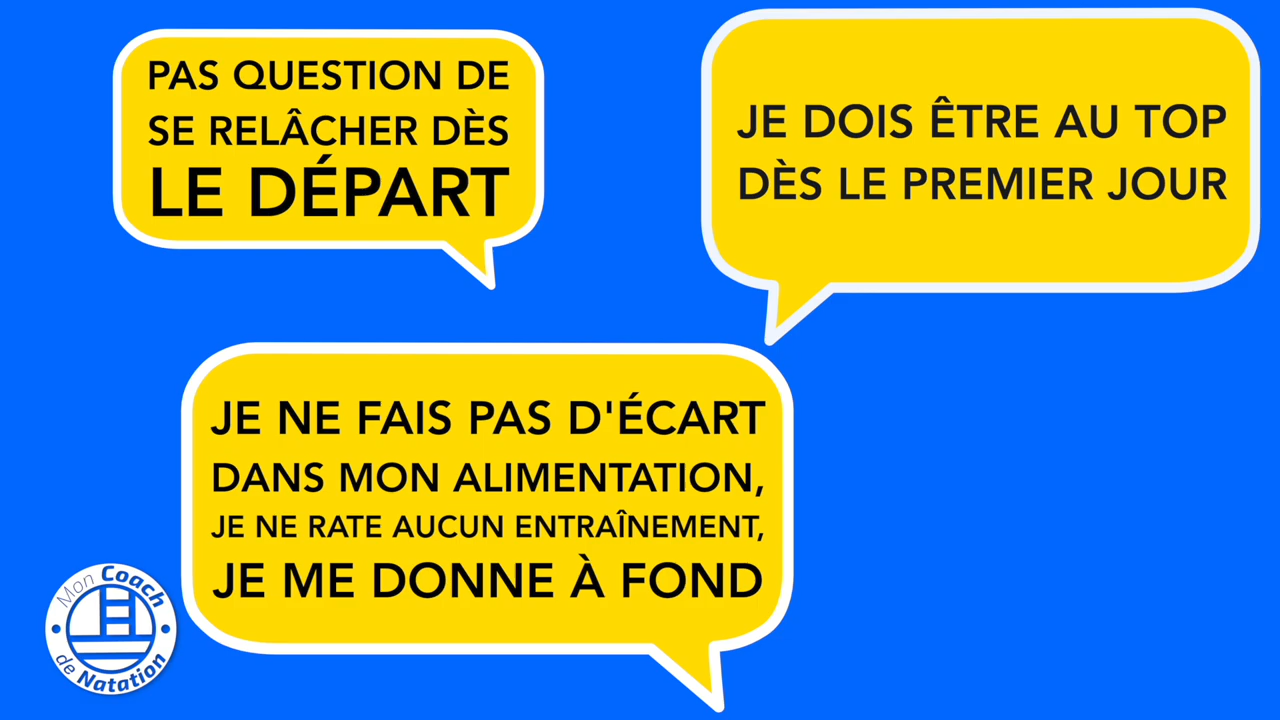 PAS QUESTION DE
SE RELÂCHER DÈS
LE DÉPART
JE DOIS ÊTRE AU TOP
DÈS LE PREMIER JOUR
JE NE FAIS PAS D'ÉCART
DANS MON ALIMENTATION,
JE NE RATE AUCUN ENTRAÎNEMENT,
JE ME DONNE À FOND
Mon Coach
de Natation